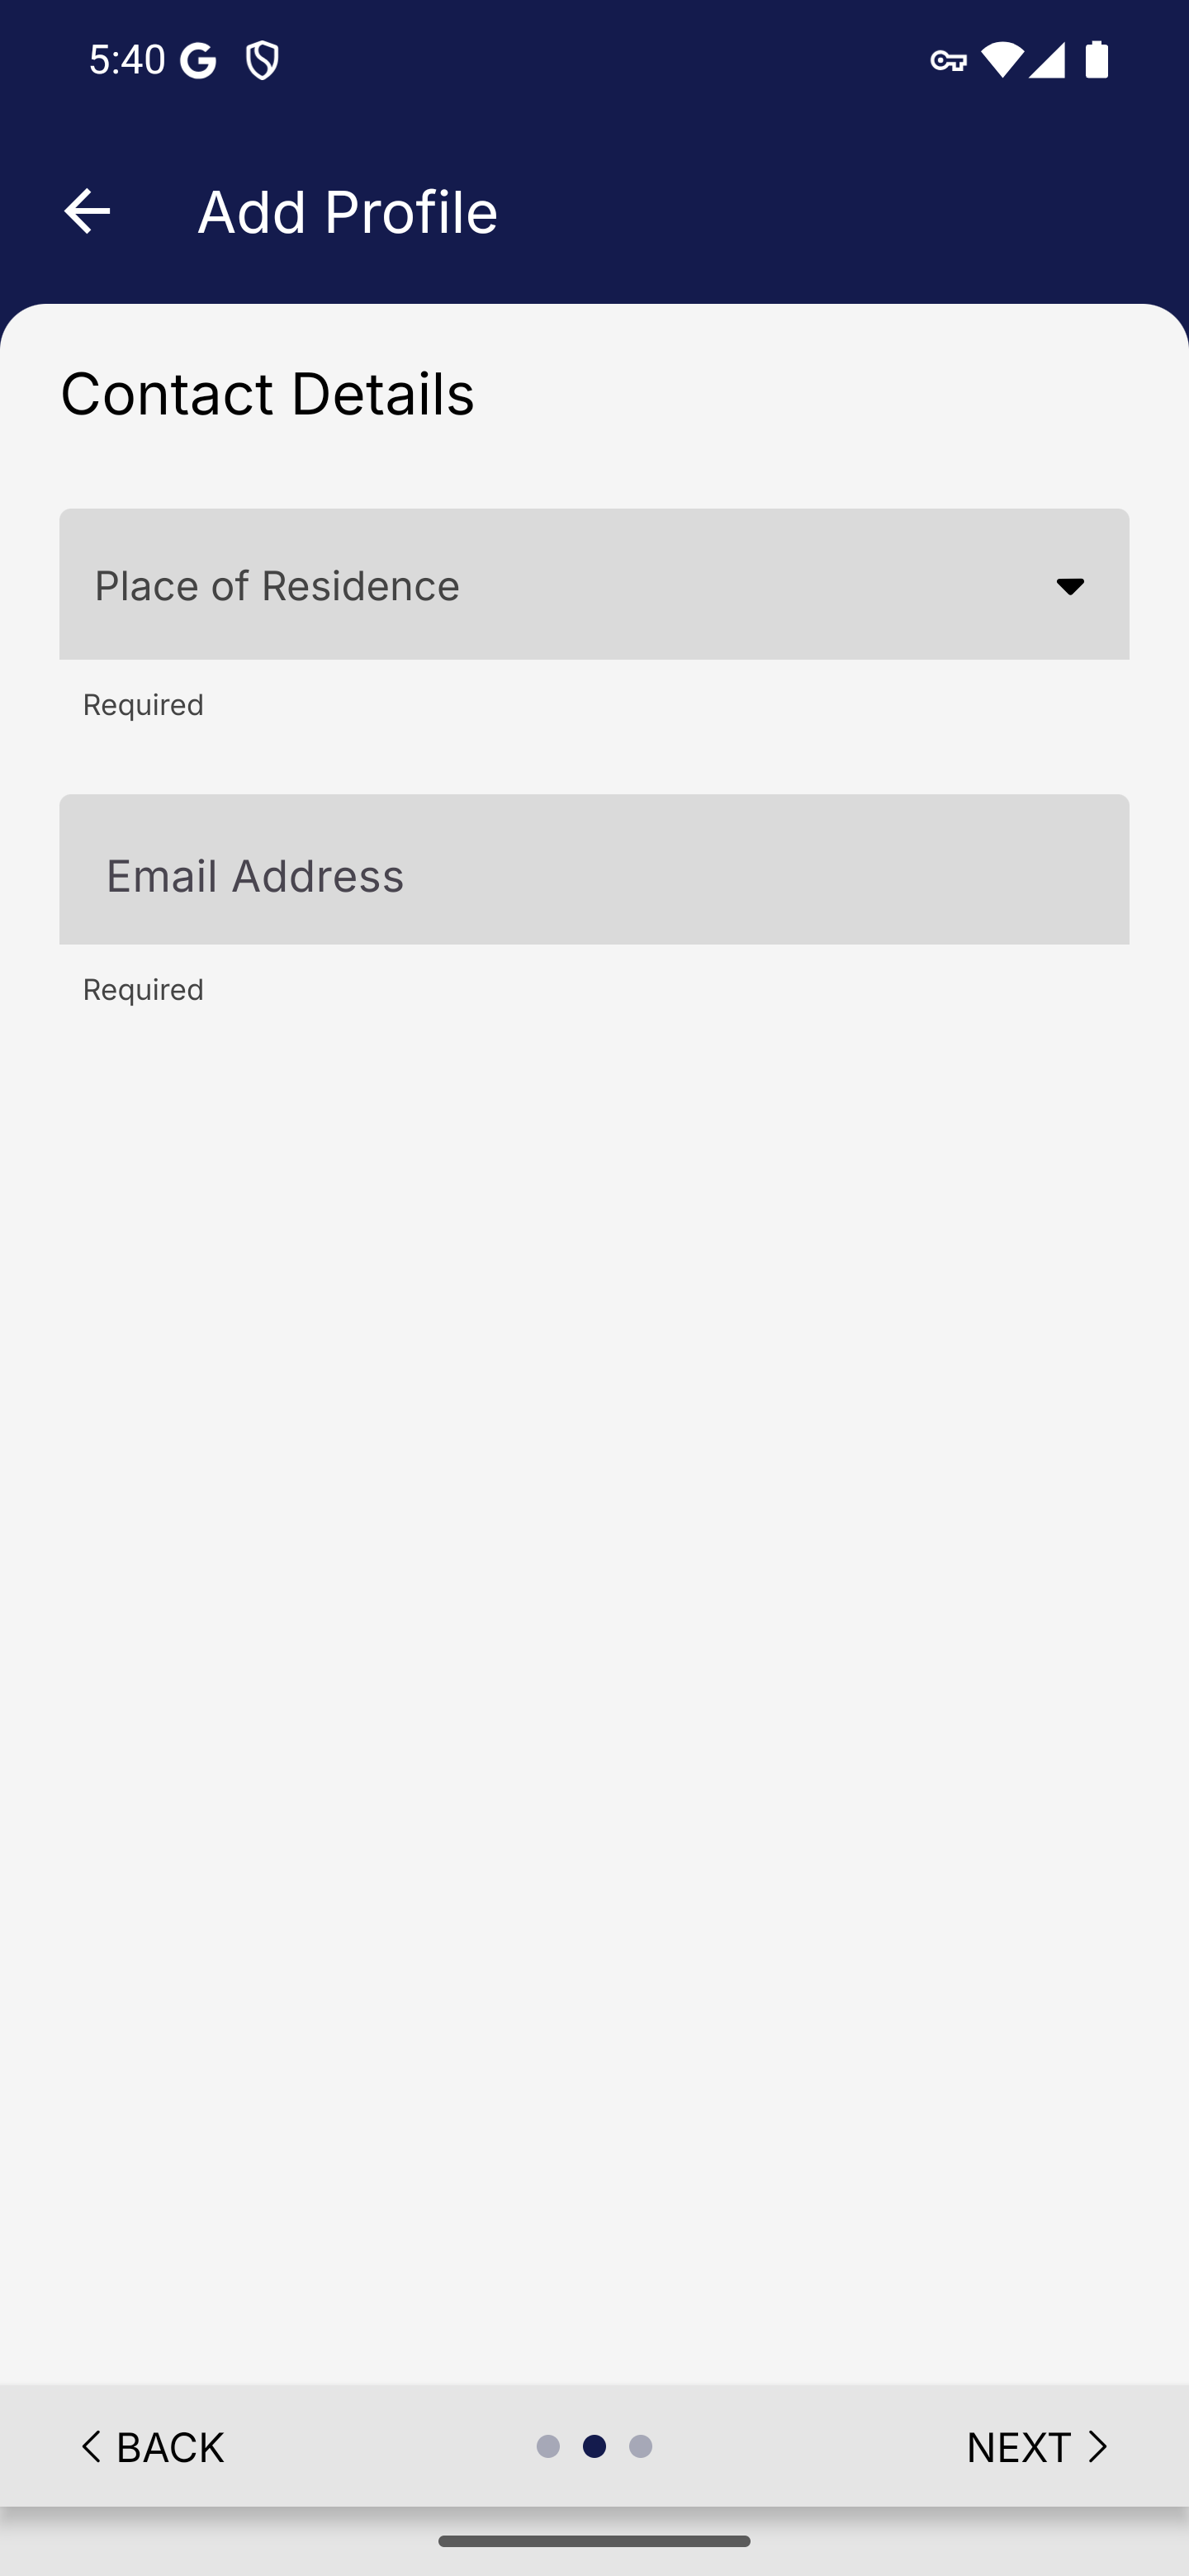 5:40
Add Profile
Contact Details
Place of Residence
Required
Email Address
Required
BACK
NEXT